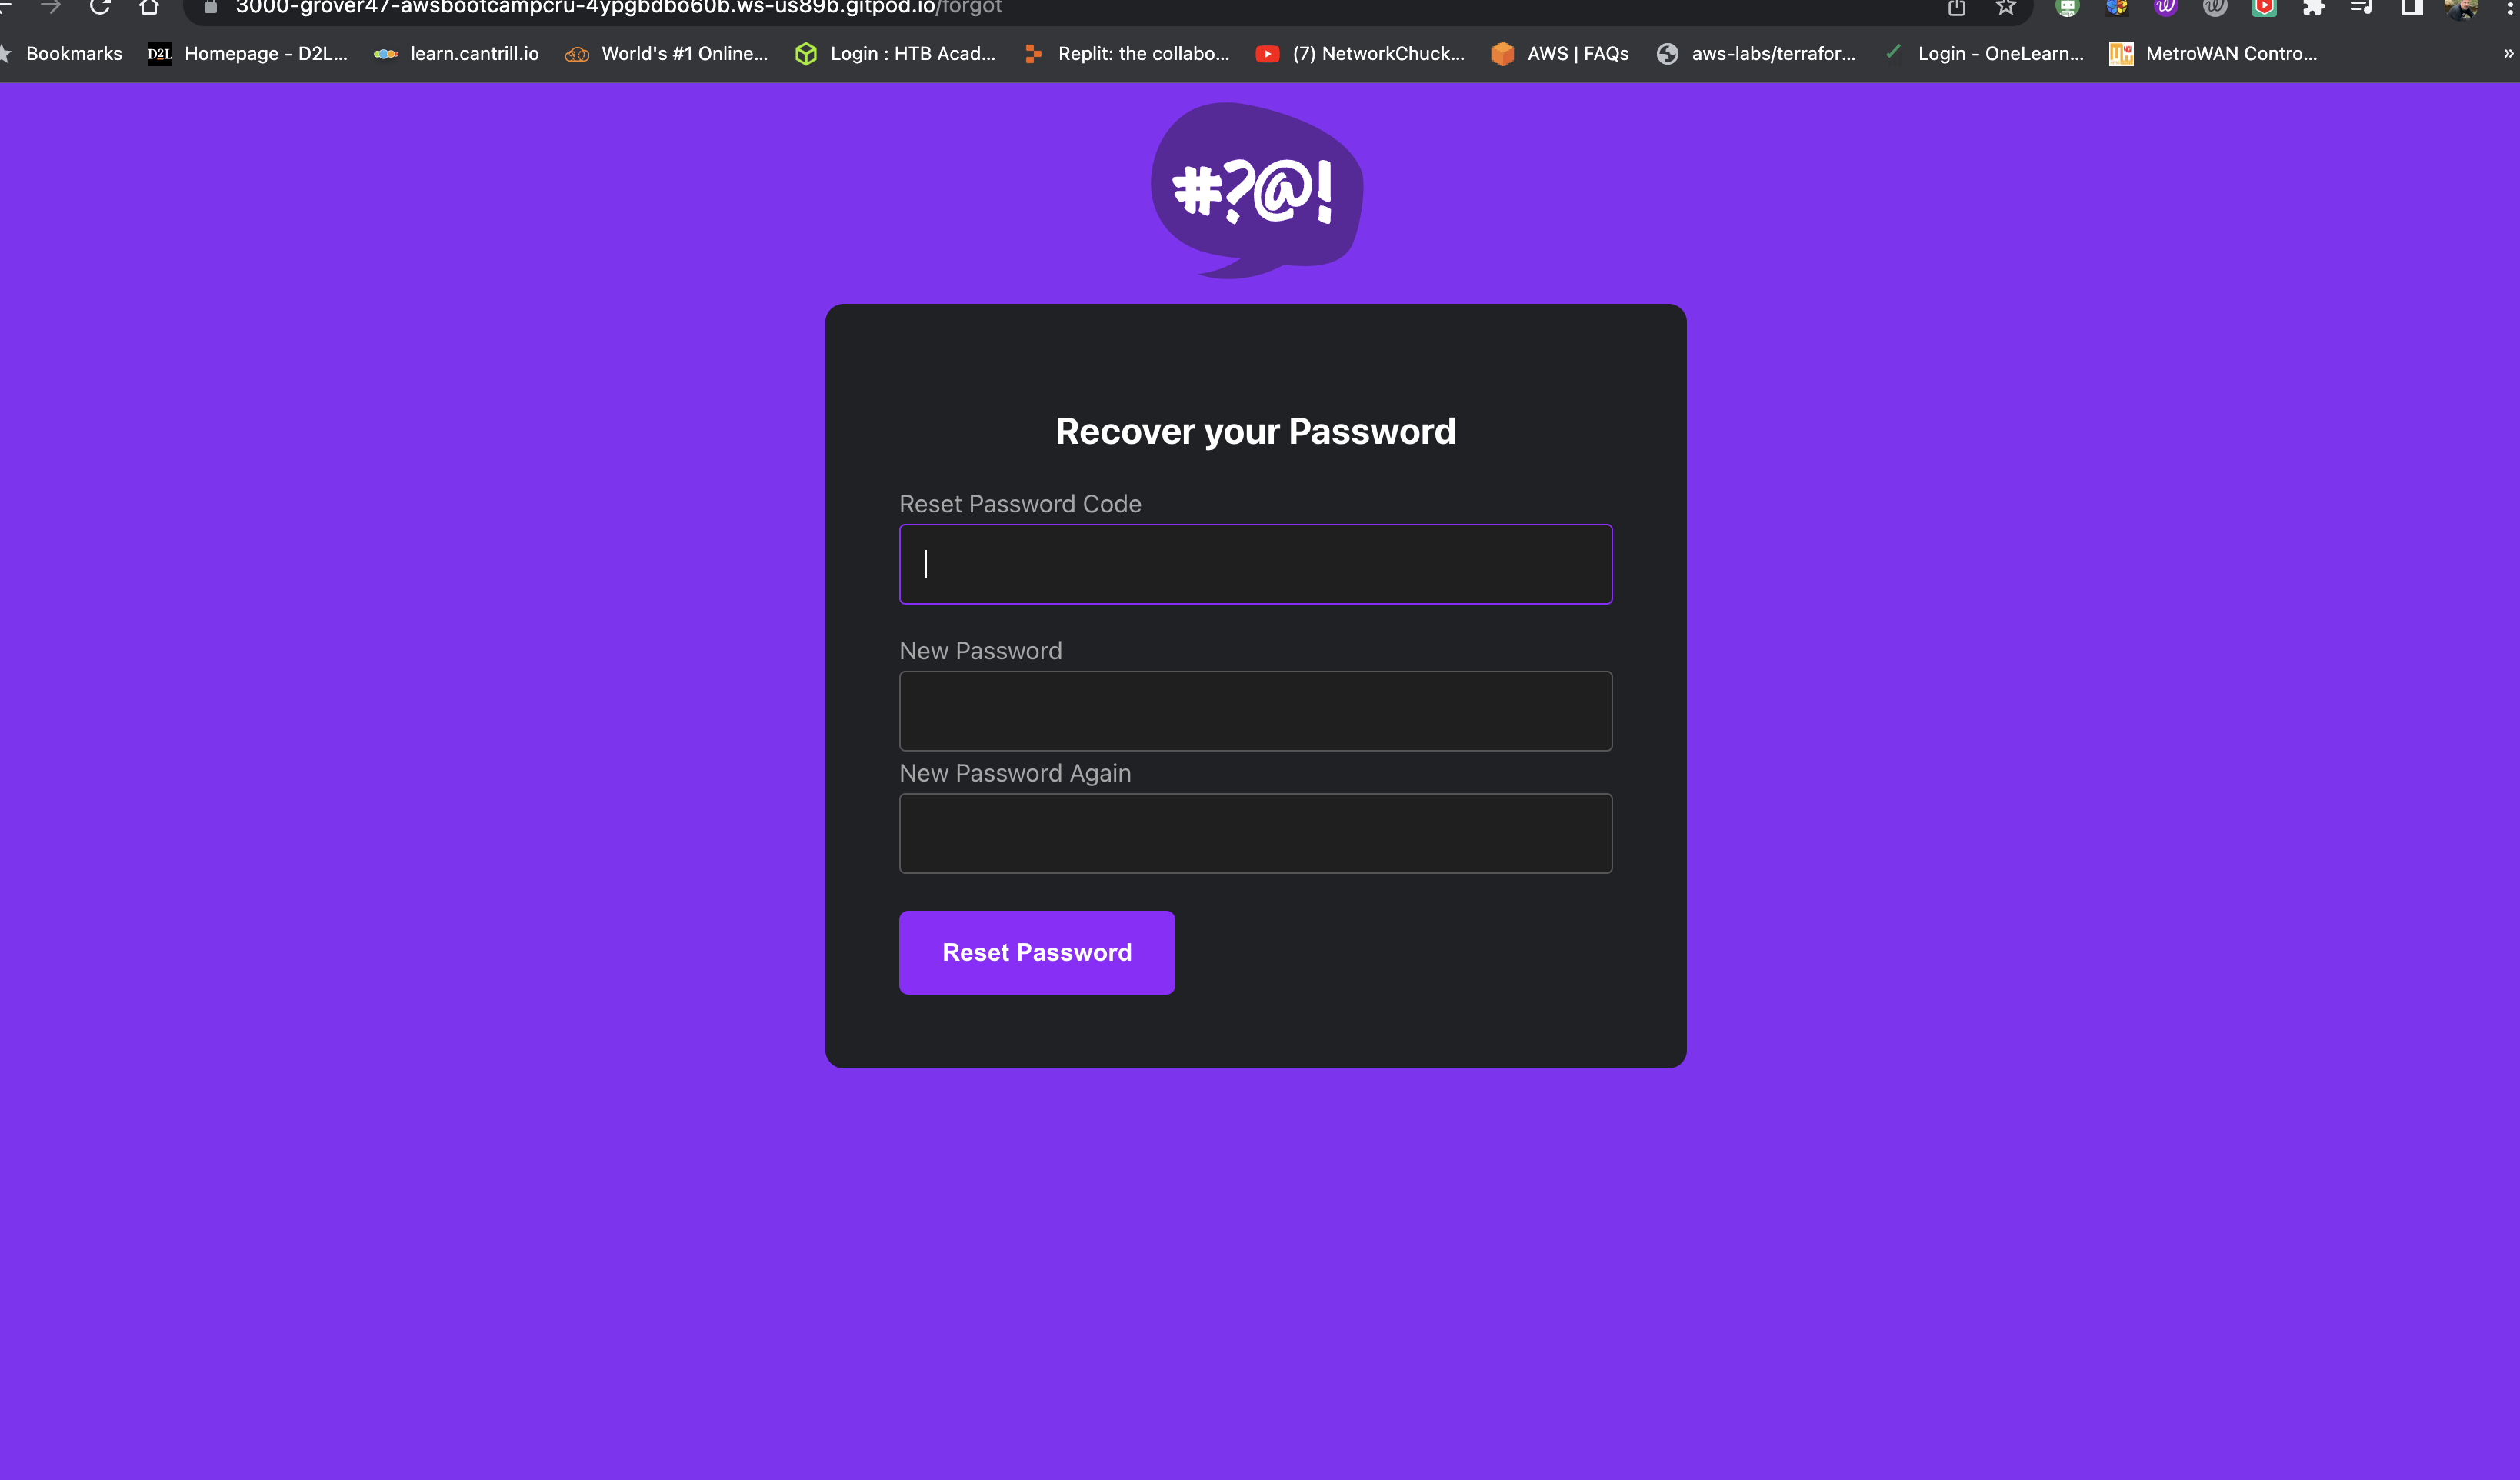 3000-grover47-awsbootcampcru-4ypgbdbo60b.ws-us89b.gitpod.io/forgot
Bookmarks D2L Homepage - D2L... learn.cantrill.io World's #1 Online... Login : HTB Acad... Replit: the collabo... (7) NetworkChuck... AWS | FAQs aws-labs/terrafor... Login - OneLearn... MetroWAN Contro... »
#?@!
Recover your Password
Reset Password Code
New Password
New Password Again
Reset Password